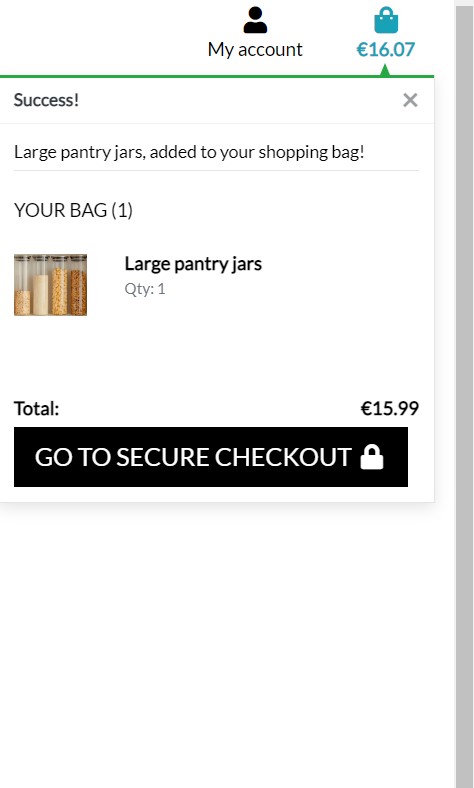 My account
€16.07
Success!
×
Large pantry jars, added to your shopping bag!
YOUR BAG (1)
Large pantry jars
Qty: 1
Total: €15.99
GO TO SECURE CHECKOUT